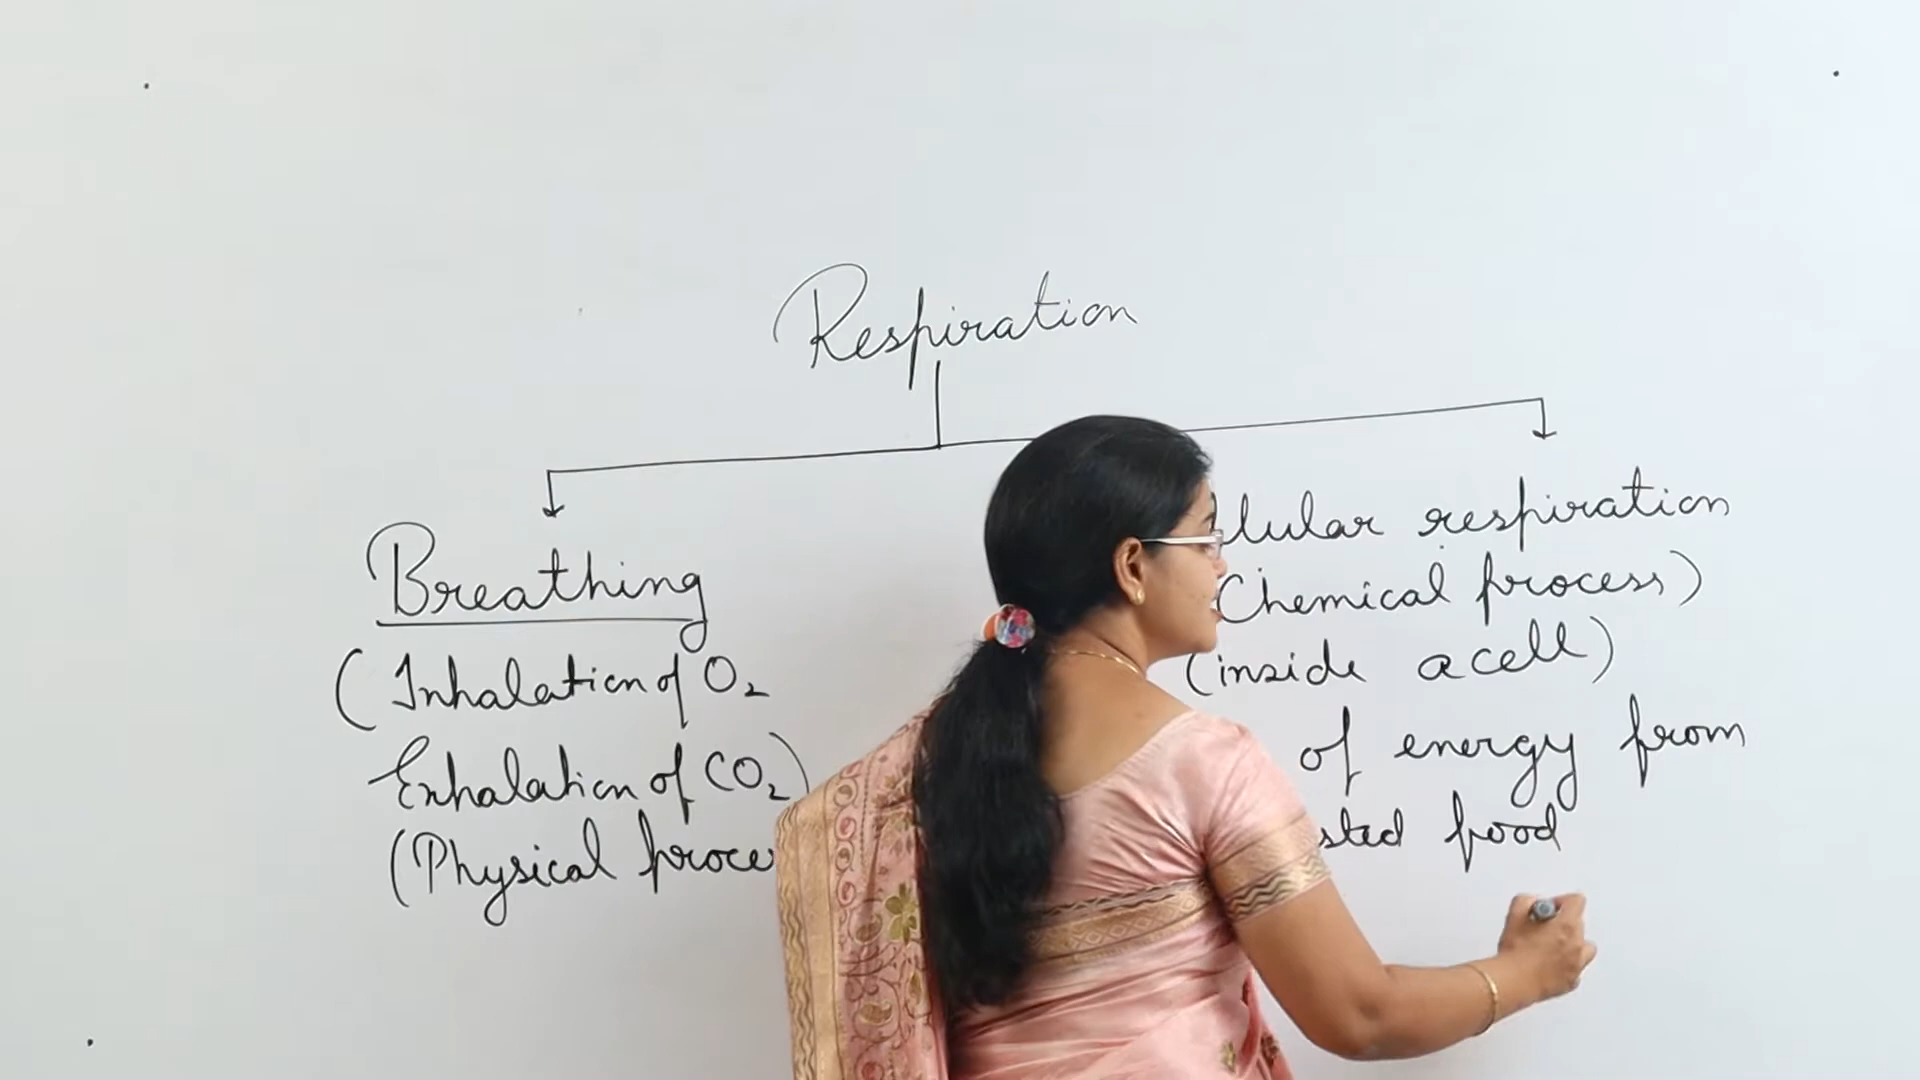 Respiration
Breathing
(Inhalation of O₂
Exhalation of CO₂)
(Physical proce
lular respiration
(Chemical process)
(inside a cell)
of energy from
sted food